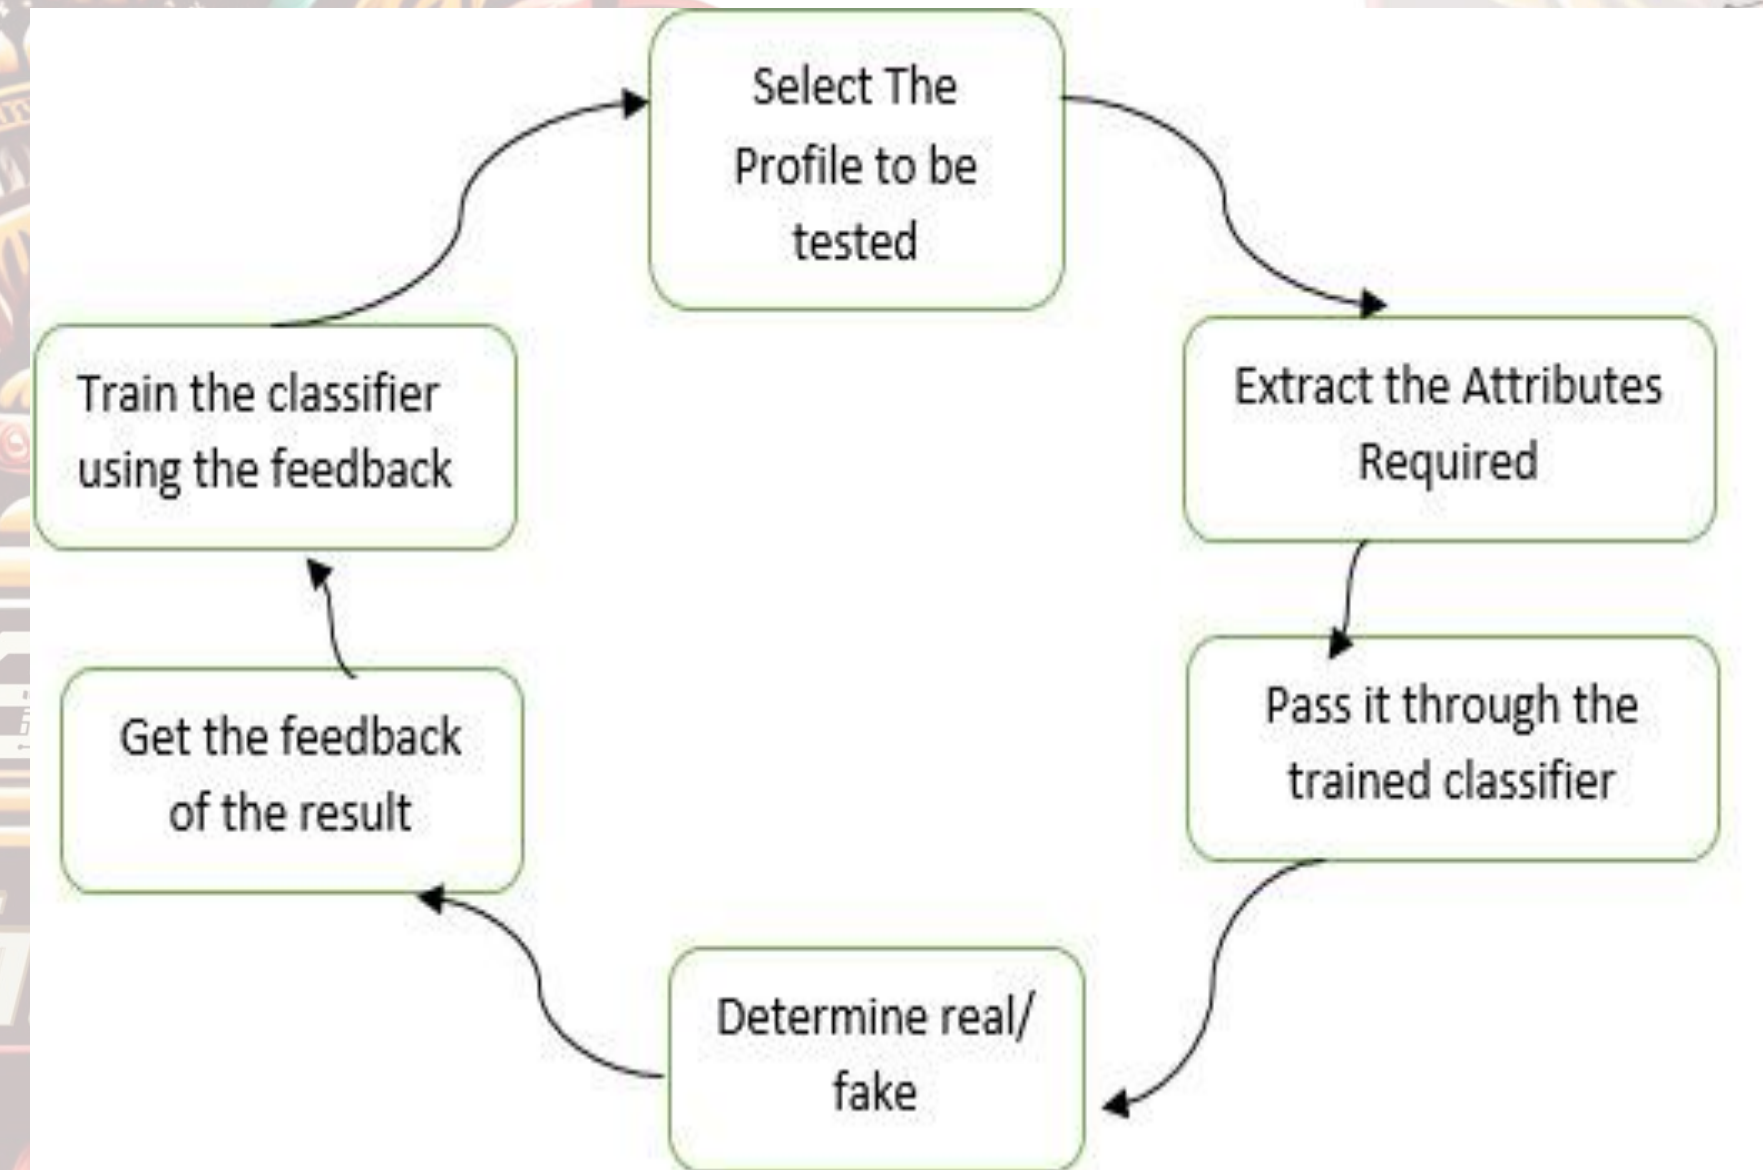 Select The
Profile to be
tested
Extract the Attributes
Required
Pass it through the
trained classifier
Determine real/
fake
Get the feedback
of the result
Train the classifier
using the feedback